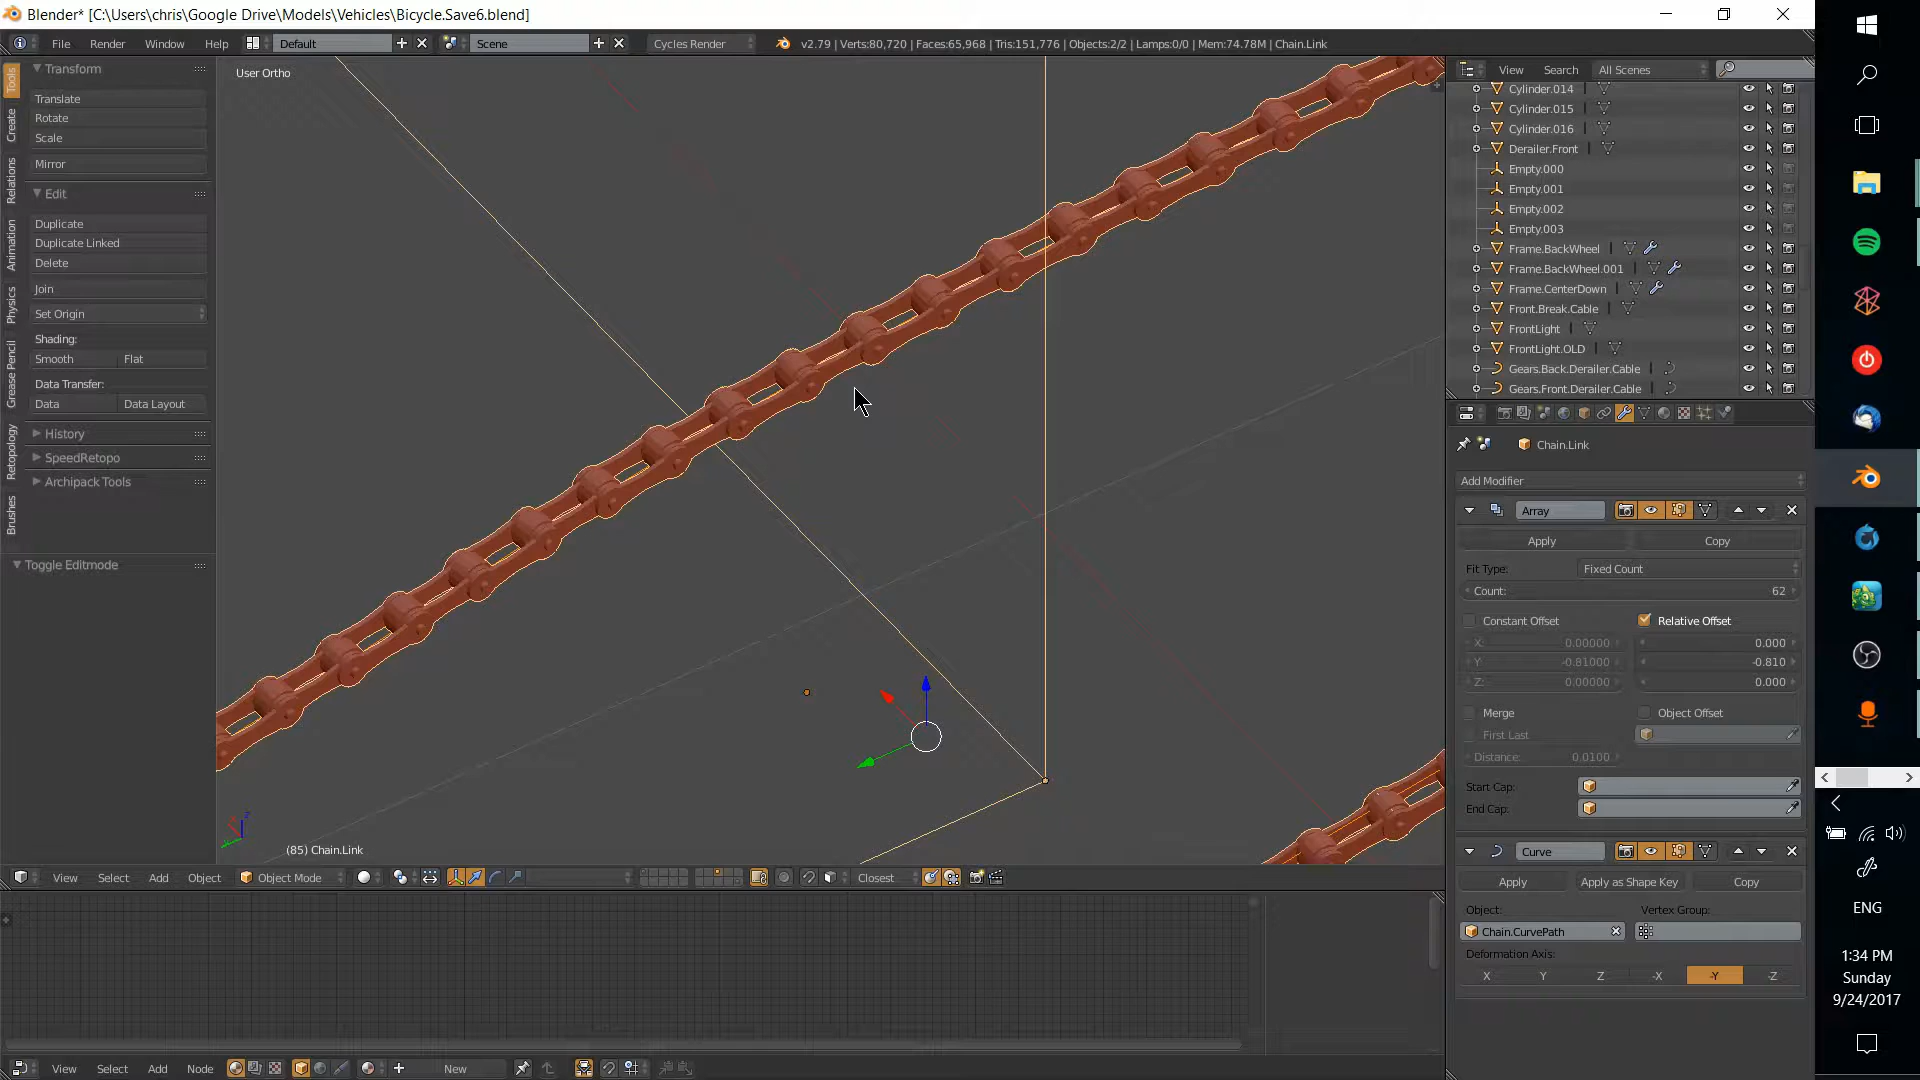 Blender* [C:\Users\chris\Google Drive\Models\Vehicles\Bicycle.Save6.blend]
File Render Window Help Default Scene Cycles Render v2.79 | Verts:80,720 | Faces:65,968 | Tris:151,776 | Objects:2/2 | Lamps:0/0 | Mem:74.78M | Chain.Link
Tools
Create
Relations
Animation
Physics
Grease Pencil
Retopology
Brushes
Transform
Translate
Rotate
Scale
Mirror
Edit
Duplicate
Duplicate Linked
Delete
Join
Set Origin
Shading:
Smooth Flat
Data Transfer:
Data Data Layout
History
SpeedRetopo
Archipack Tools
Toggle Editmode
User Ortho
(85) Chain.Link
View Select Add Object Object Mode Closest
View Select Add Node New
View Search All Scenes
Cylinder.014
Cylinder.015
Cylinder.016
Derailer.Front
Empty.000
Empty.001
Empty.002
Empty.003
Frame.BackWheel
Frame.BackWheel.001
Frame.CenterDown
Front.Break.Cable
FrontLight
FrontLight.OLD
Gears.Back.Derailer.Cable
Gears.Front.Derailer.Cable
Chain.Link
Add Modifier
Array
Apply Copy
Fit Type: Fixed Count
Count: 62
Constant Offset Relative Offset
X: 0.00000 0.000
Y: -0.81000 -0.810
Z: 0.00000 0.000
Merge Object Offset
First Last
Distance: 0.0100
Start Cap:
End Cap:
Curve
Apply Apply as Shape Key Copy
Object: Vertex Group:
Chain.CurvePath
Deformation Axis:
X Y Z -X -Y -Z
ENG
1:34 PM
Sunday
9/24/2017